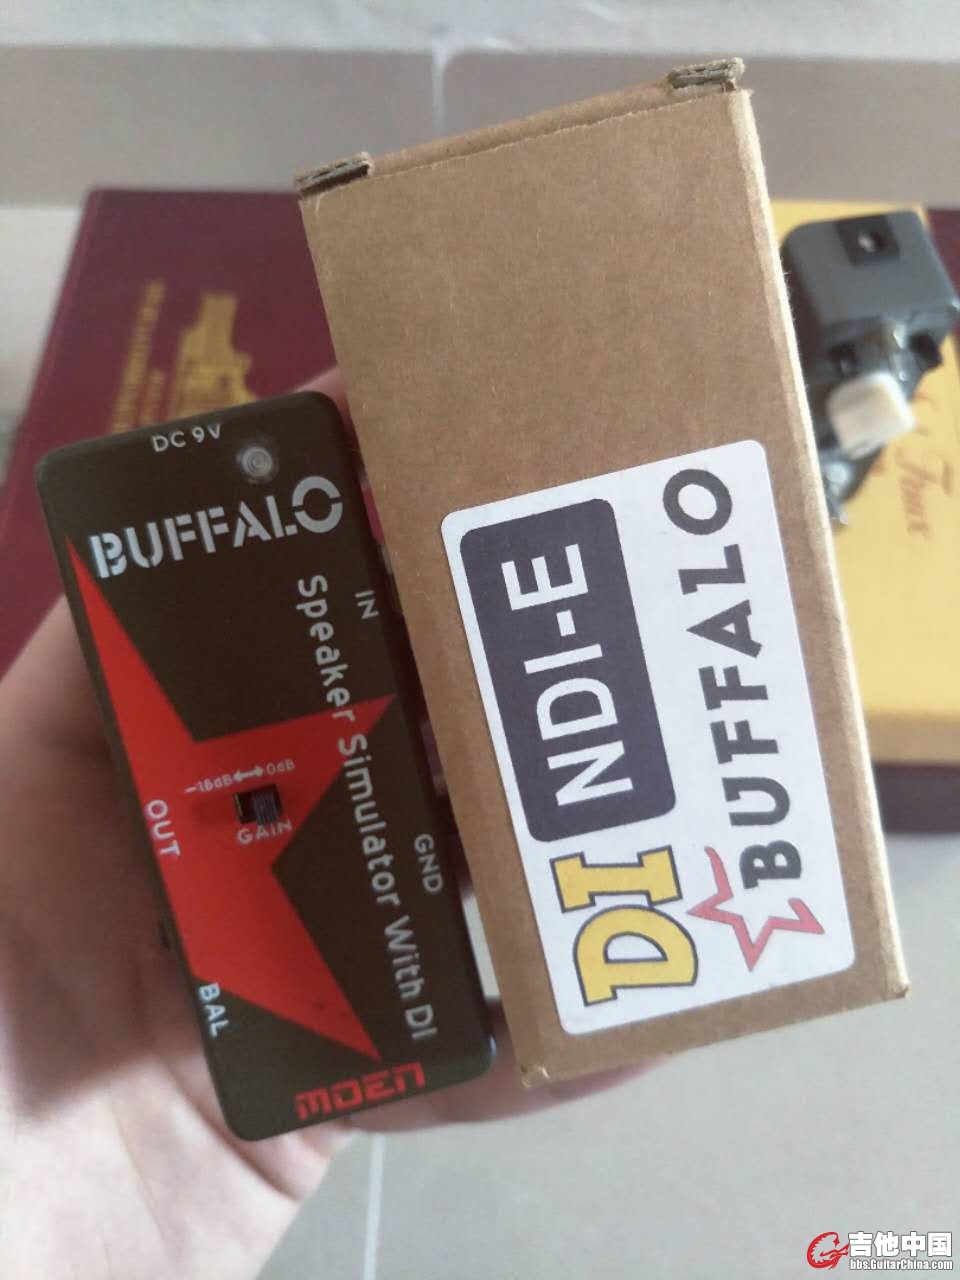 DC 9V
BUFFALO
Speaker Simulator With DI
IN
-18dB↔0dB
GAIN
OUT
GND
BAL
MOEN
NDI-E
DI
BUFFALO
吉他中国
bbs.GuitarChina.com